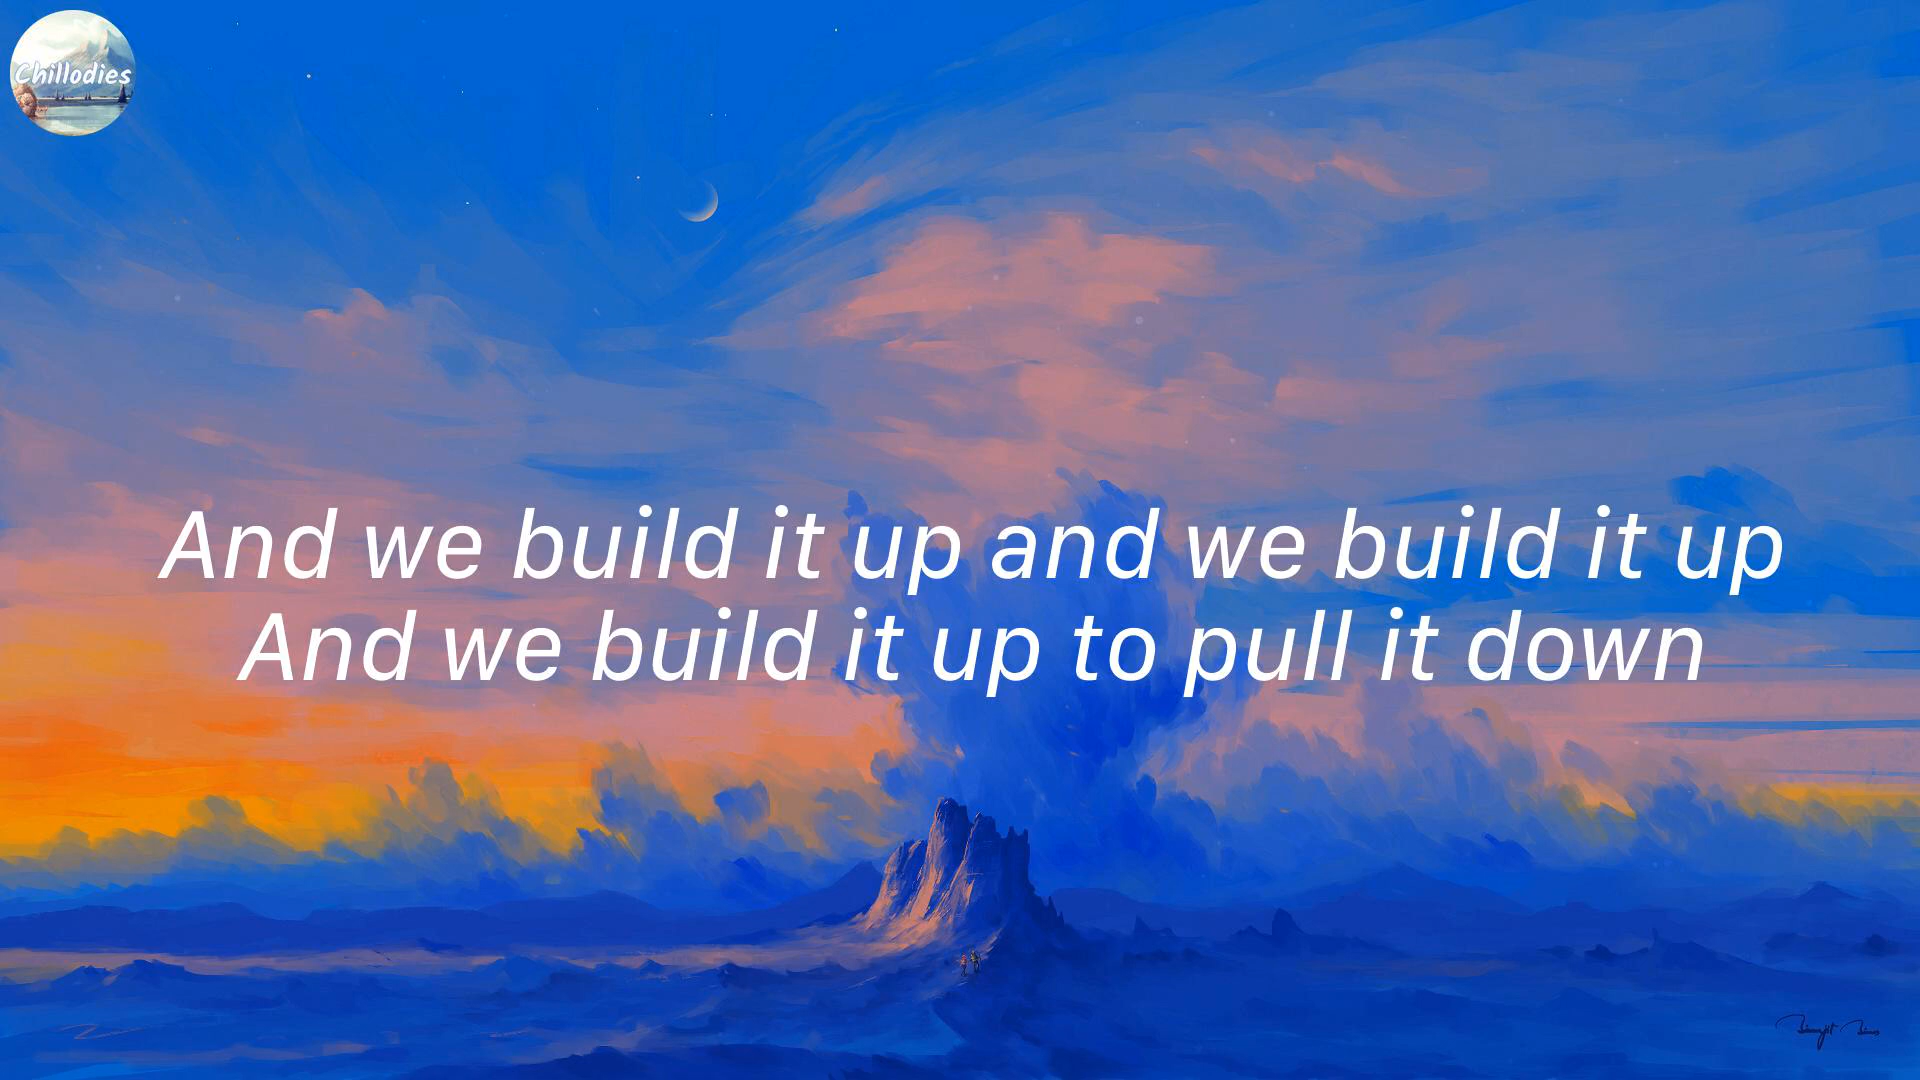 Chillodies
And we build it up and we build it up
And we build it up to pull it down